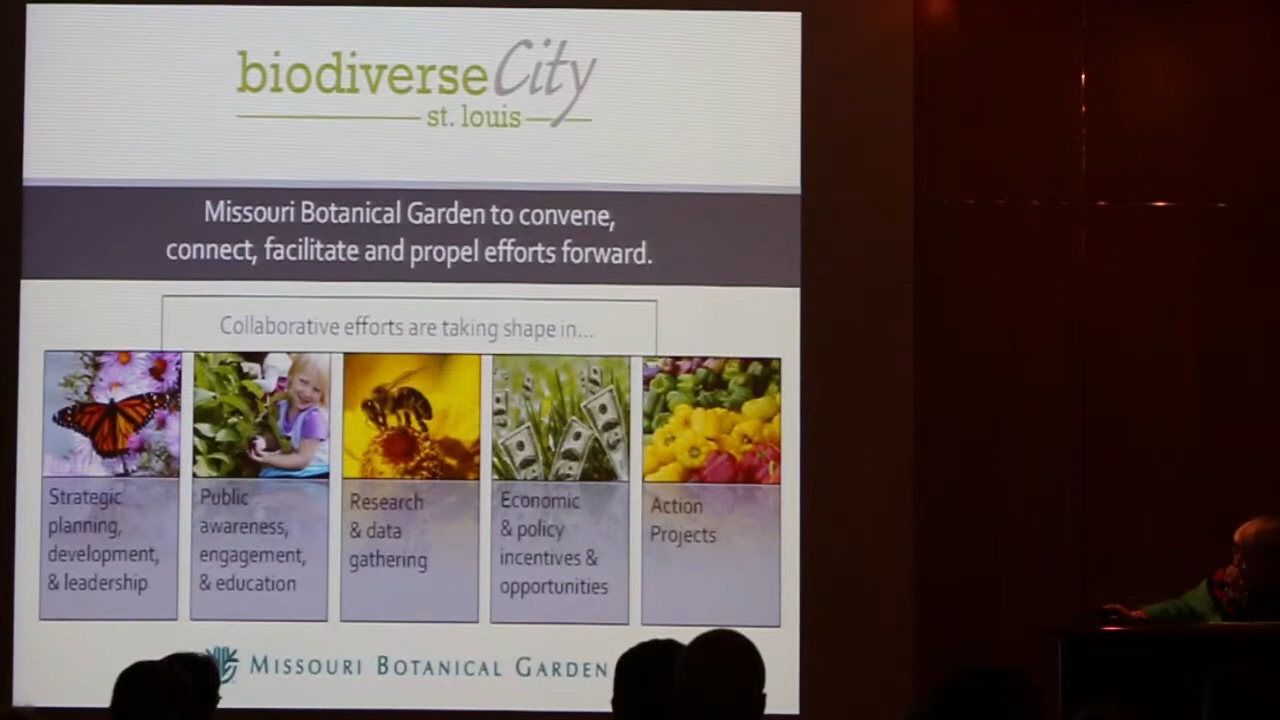 biodiverseCity
st. louis
Missouri Botanical Garden to convene,
connect, facilitate and propel efforts forward.
Collaborative efforts are taking shape in...
Strategic
planning,
development,
& leadership
Public
awareness,
engagement,
& education
Research
& data
gathering
Economic
& policy
incentives &
opportunities
Action
Projects
MISSOURI BOTANICAL GARDEN